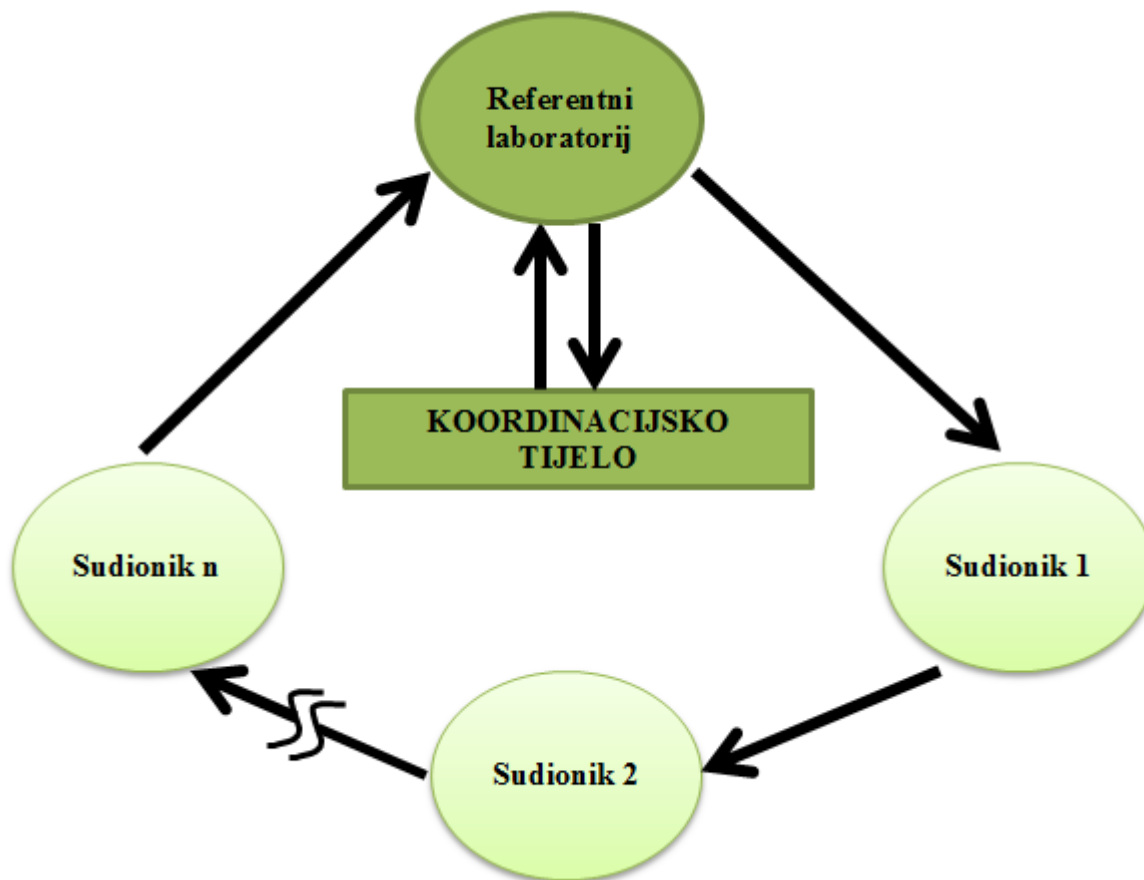 Referentni
laboratorij
KOORDINACIJSKO
TIJELO
Sudionik n
Sudionik 1
Sudionik 2